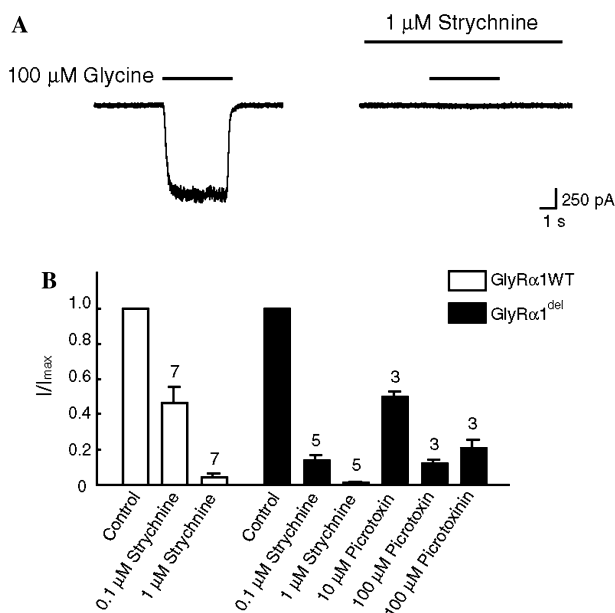 A
1 µM Strychnine
100 µM Glycine
250 pA
1 s
B
GlyRα1WT
GlyRα1del
I/Imax
1.0
0.8
0.6
0.4
0.2
0
7
7
5
5
3
3
3
Control
0.1 µM Strychnine
1 µM Strychnine
Control
0.1 µM Strychnine
1 µM Strychnine
10 µM Picrotoxin
100 µM Picrotoxin
100 µM Picrotoxinin